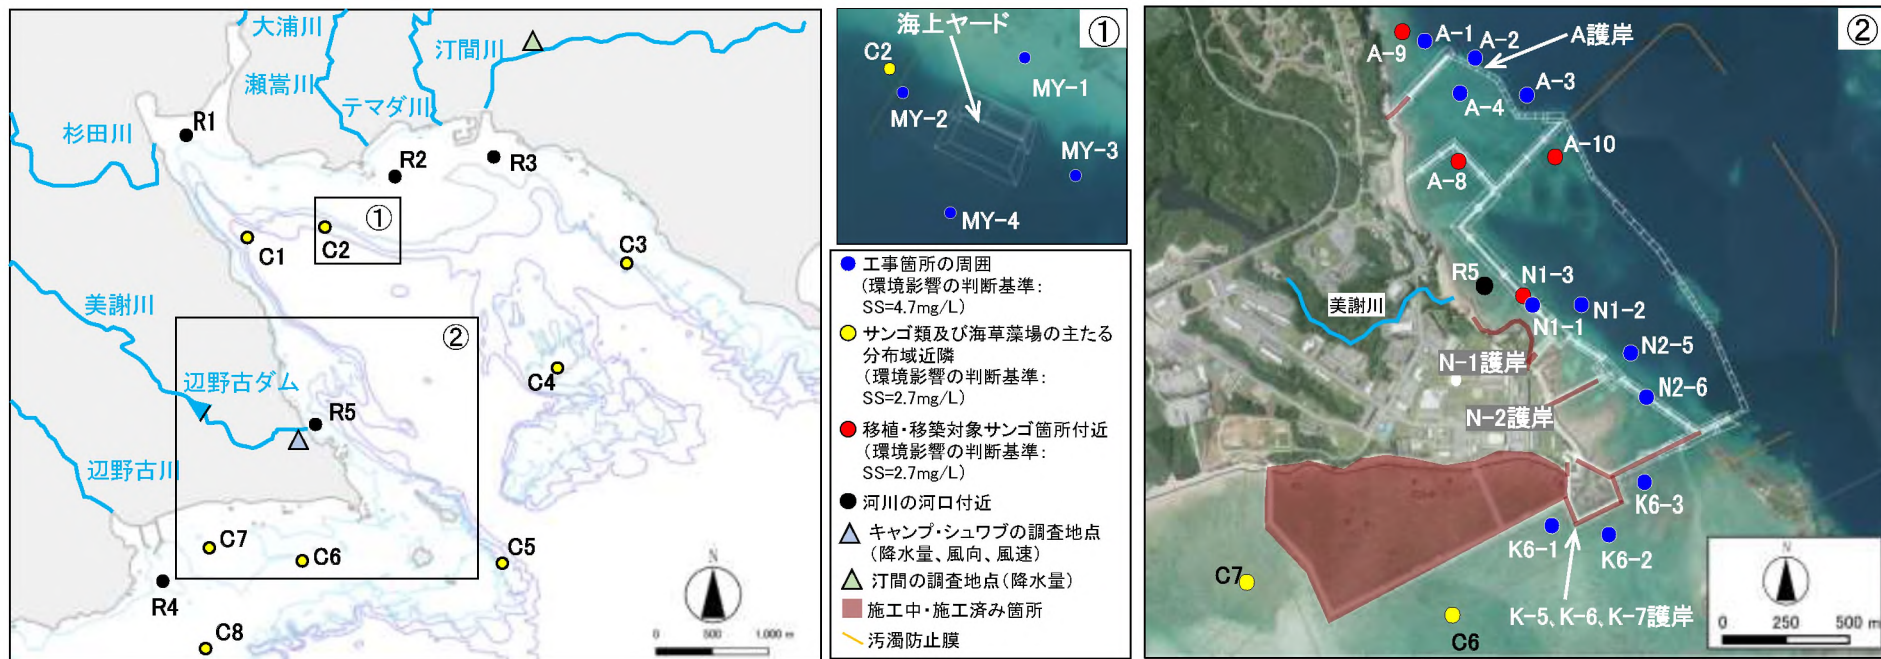 大浦川
瀬嵩川
テマダ川
汀間川
杉田川
R1
R2
R3
①
C1
C2
C3
美謝川
②
辺野古ダム
C4
R5
辺野古川
C7
C6
C5
R4
C8
N
0 500 1,000 m
①
海上ヤード
C2
MY-1
MY-2
MY-3
MY-4
工事箇所の周囲
(環境影響の判断基準:
SS=4.7mg/L)
サンゴ類及び海草藻場の主たる
分布域近隣
(環境影響の判断基準:
SS=2.7mg/L)
移植・移築対象サンゴ箇所付近
(環境影響の判断基準:
SS=2.7mg/L)
河川の河口付近
キャンプ・シュワブの調査地点
(降水量、風向、風速)
汀間の調査地点(降水量)
施工中・施工済み箇所
汚濁防止膜
②
A-9
A-1
A-2
A護岸
A-3
A-4
A-8
A-10
R5
N1-3
美謝川
N1-1
N1-2
N-1護岸
N2-5
N2-6
N-2護岸
K6-3
K6-1
K6-2
C7
K-5、K-6、K-7護岸
C6
N
0 250 500 m